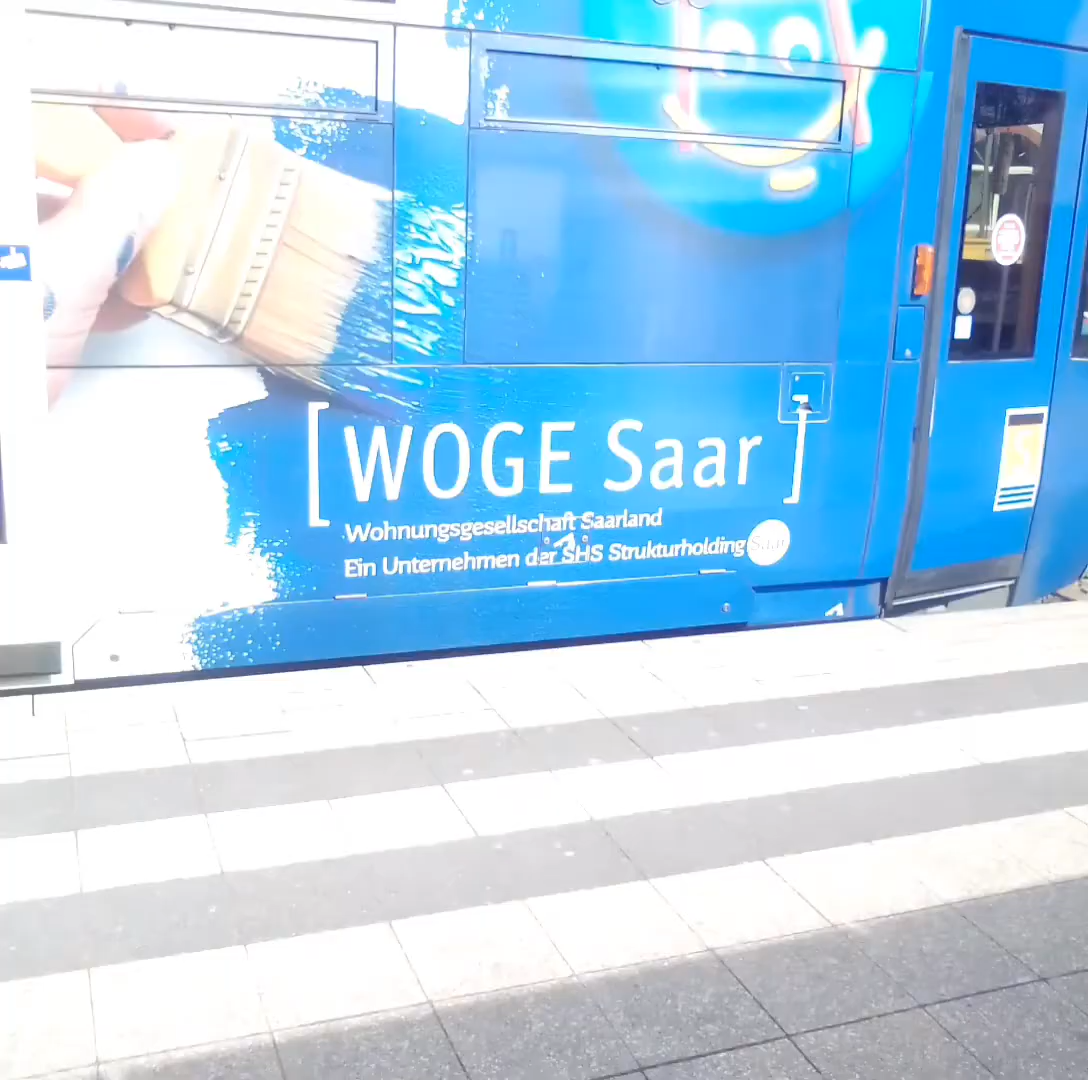 [WOGE Saar]
Wohnungsgesellschaft Saarland
Ein Unternehmen der SHS Strukturholding Saar
S